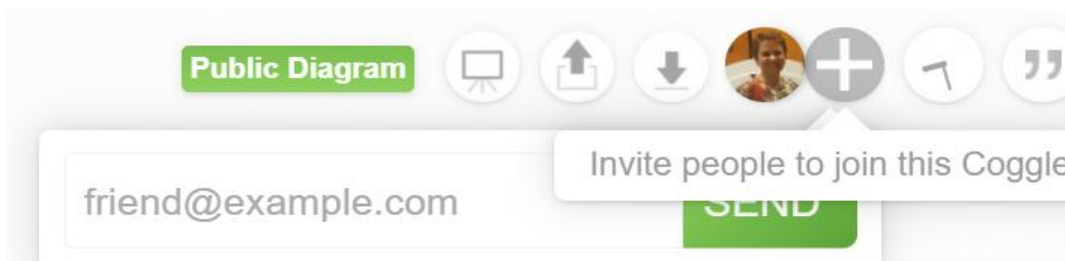 Public Diagram
Invite people to join this Coggle
friend@example.com
SEND